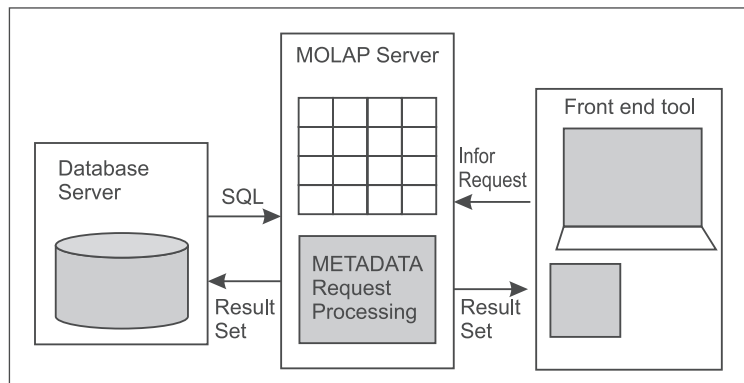 MOLAP Server
Front end tool
Database
Server
SQL
Infor
Request
METADATA
Request
Processing
Result
Set
Result
Set